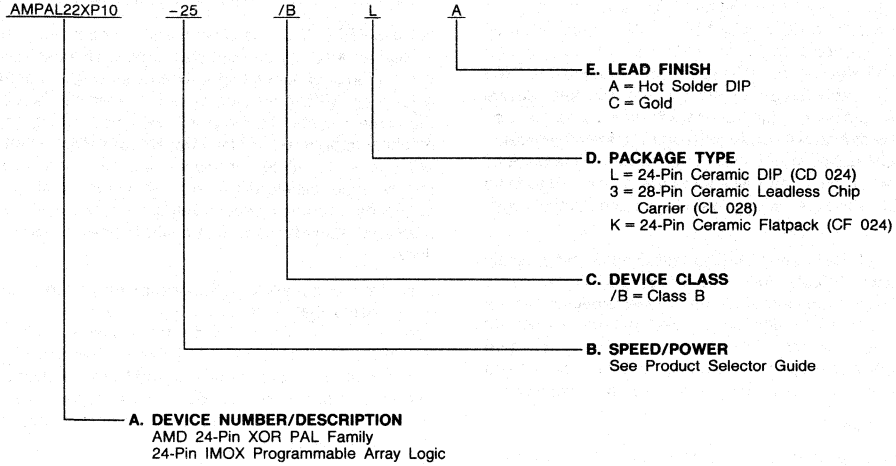 AMPAL22XP10 -25 /B L A
E. LEAD FINISH
A = Hot Solder DIP
C = Gold
D. PACKAGE TYPE
L = 24-Pin Ceramic DIP (CD 024)
3 = 28-Pin Ceramic Leadless Chip
Carrier (CL 028)
K = 24-Pin Ceramic Flatpack (CF 024)
C. DEVICE CLASS
/B = Class B
B. SPEED/POWER
See Product Selector Guide
A. DEVICE NUMBER/DESCRIPTION
AMD 24-Pin XOR PAL Family
24-Pin IMOX Programmable Array Logic